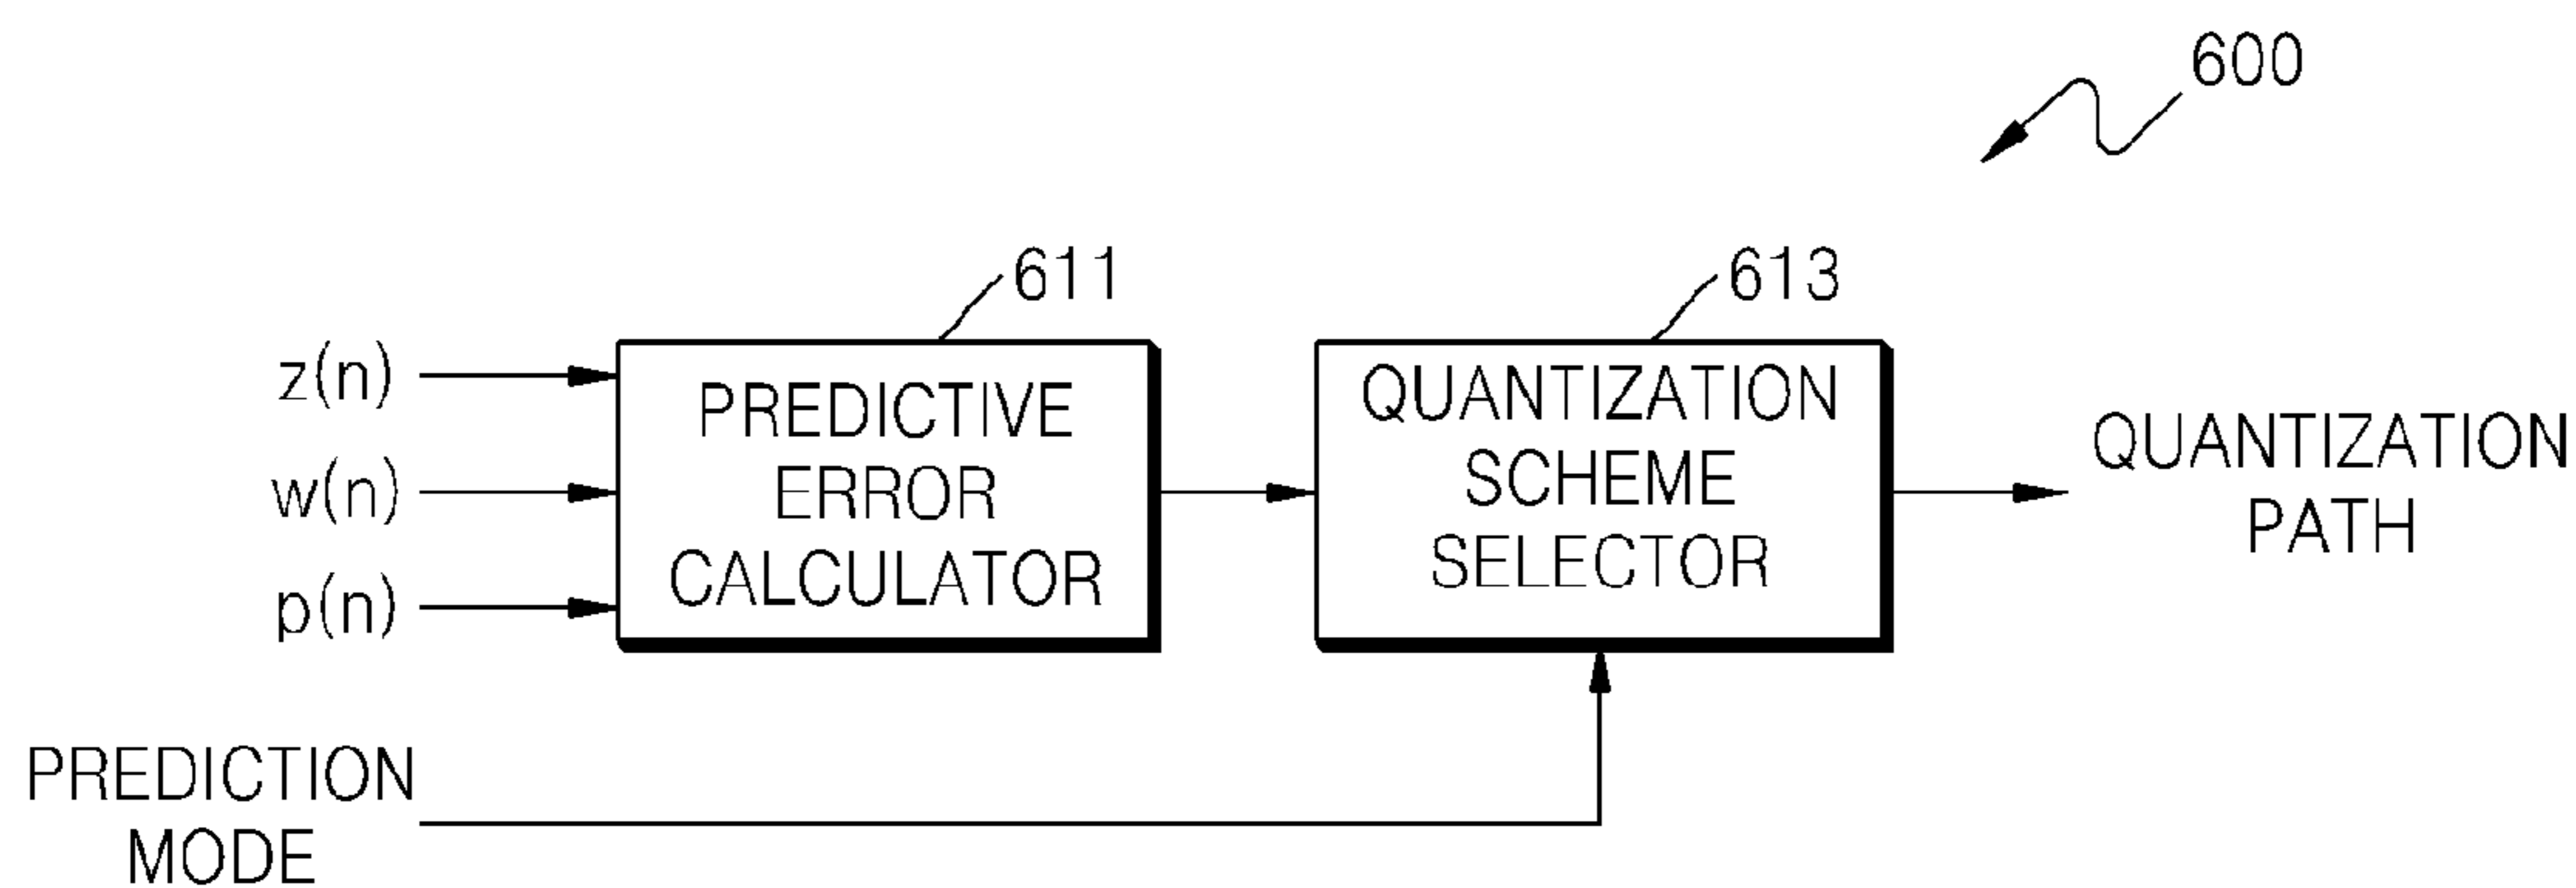 600
611
613
z(n)
w(n)
p(n)
PREDICTIVE
ERROR
CALCULATOR
QUANTIZATION
SCHEME
SELECTOR
QUANTIZATION
PATH
PREDICTION
MODE